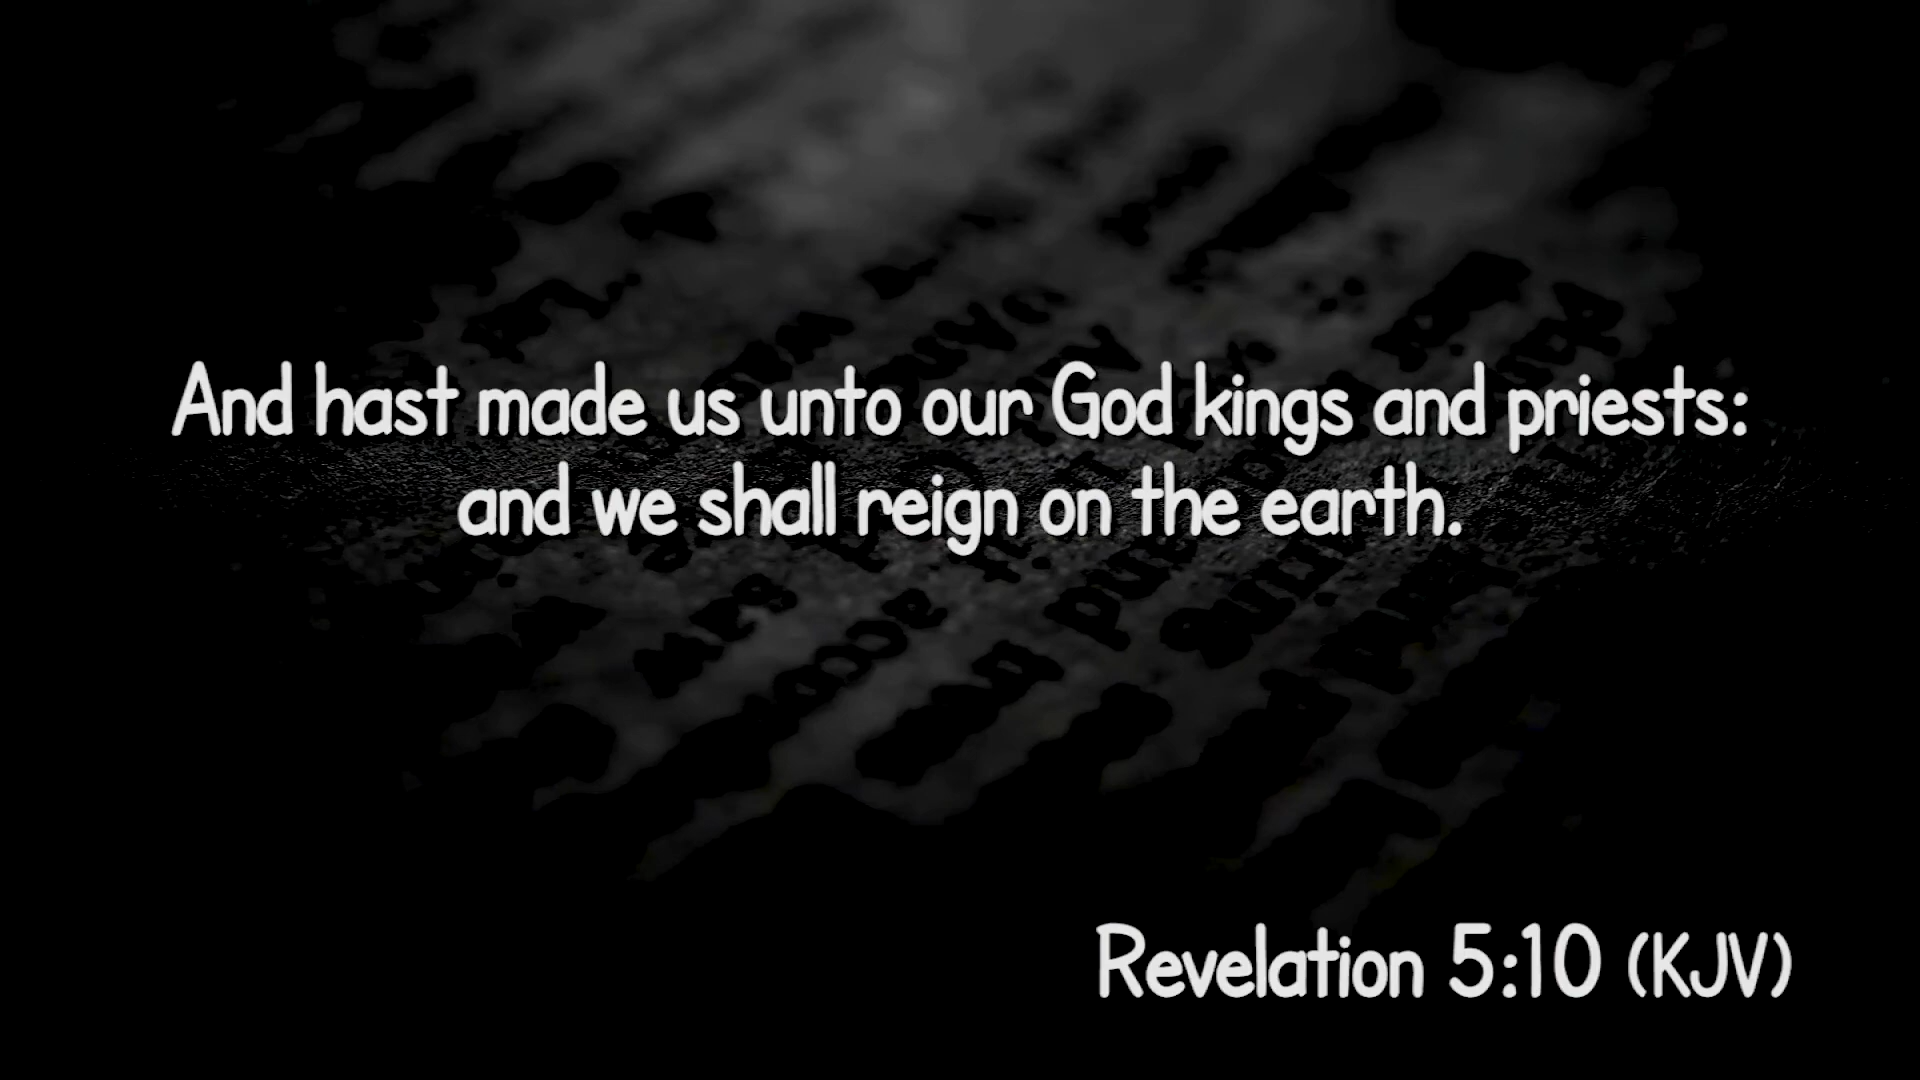 And hast made us unto our God kings and priests:
and we shall reign on the earth.
Revelation 5:10 (KJV)